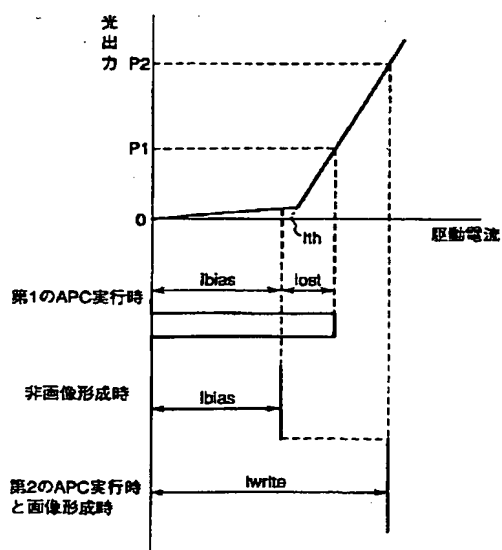 光出力
P2
P1
0
Ith
駆動電流
Ibias
Iost
第1のAPC実行時
非画像形成時
Ibias
第2のAPC実行時
と画像形成時
Iwrite